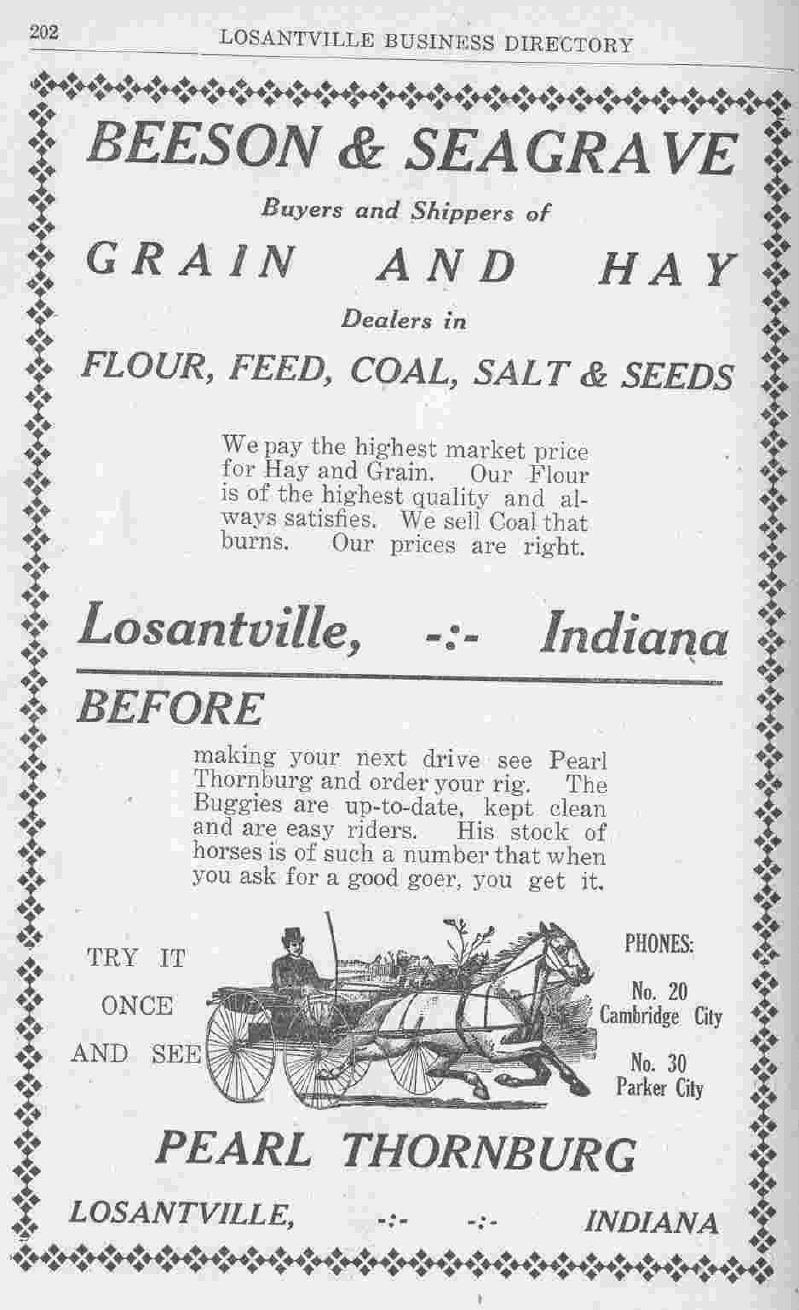 202
LOSANTVILLE BUSINESS DIRECTORY
BEESON & SEAGRAVE
Buyers and Shippers of
GRAIN AND HAY
Dealers in
FLOUR, FEED, COAL, SALT & SEEDS
We pay the highest market price
for Hay and Grain. Our Flour
is of the highest quality and al-
ways satisfies. We sell Coal that
burns. Our prices are right.
Losantville, -:- Indiana
BEFORE
making your next drive see Pearl
Thornburg and order your rig. The
Buggies are up-to-date, kept clean
and are easy riders. His stock of
horses is of such a number that when
you ask for a good goer, you get it.
TRY IT
ONCE
AND SEE
PHONES:
No. 20
Cambridge City
No. 30
Parker City
PEARL THORNBURG
LOSANTVILLE, -:- -:- INDIANA